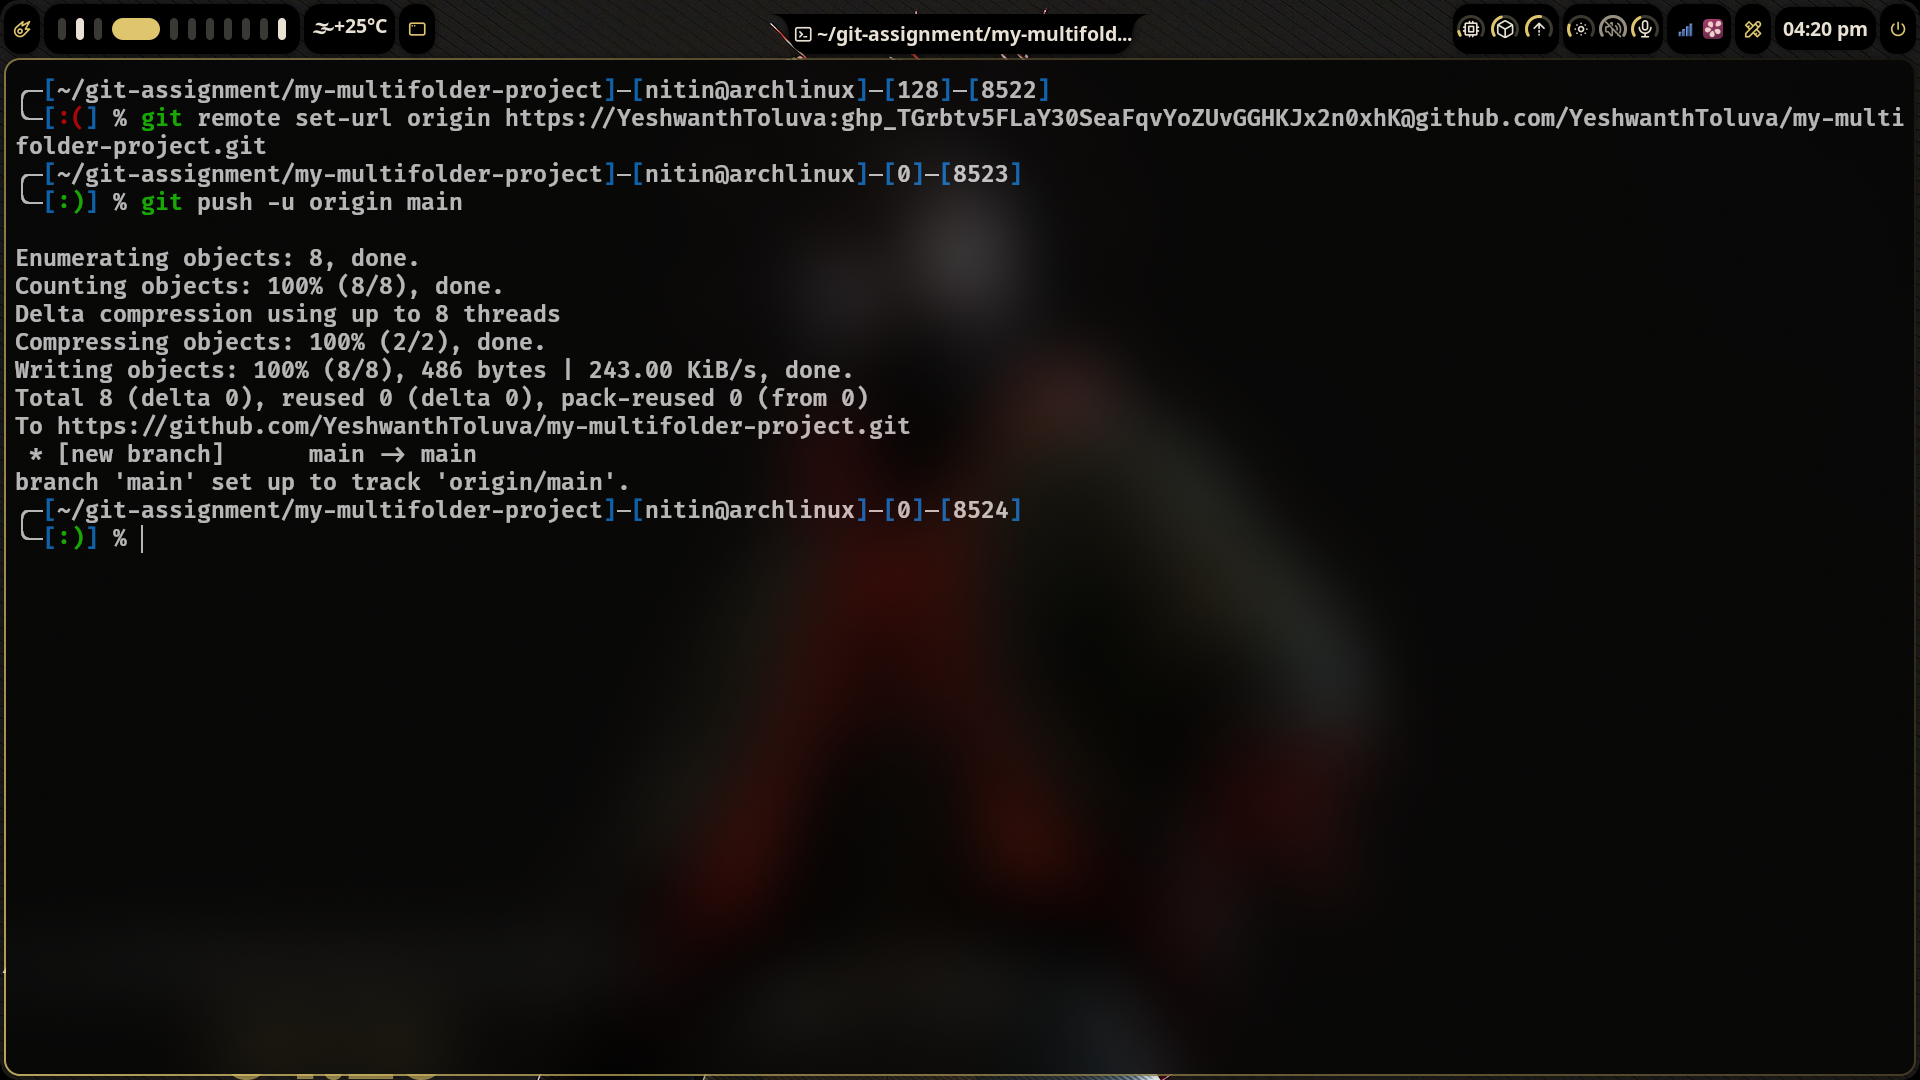 +25°C
~/git-assignment/my-multifold...
04:20 pm
[~/git-assignment/my-multifolder-project]—[nitin@archlinux]—[128]—[8522]
[:(] % git remote set-url origin https://YeshwanthToluva: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@github.com/YeshwanthToluva/my-multi
folder-project.git
[~/git-assignment/my-multifolder-project]—[nitin@archlinux]—[0]—[8523]
[:)] % git push -u origin main
Enumerating objects: 8, done.
Counting objects: 100% (8/8), done.
Delta compression using up to 8 threads
Compressing objects: 100% (2/2), done.
Writing objects: 100% (8/8), 486 bytes | 243.00 KiB/s, done.
Total 8 (delta 0), reused 0 (delta 0), pack-reused 0 (from 0)
To https://github.com/YeshwanthToluva/my-multifolder-project.git
* [new branch]      main -> main
branch 'main' set up to track 'origin/main'.
[~/git-assignment/my-multifolder-project]—[nitin@archlinux]—[0]—[8524]
[:)] %